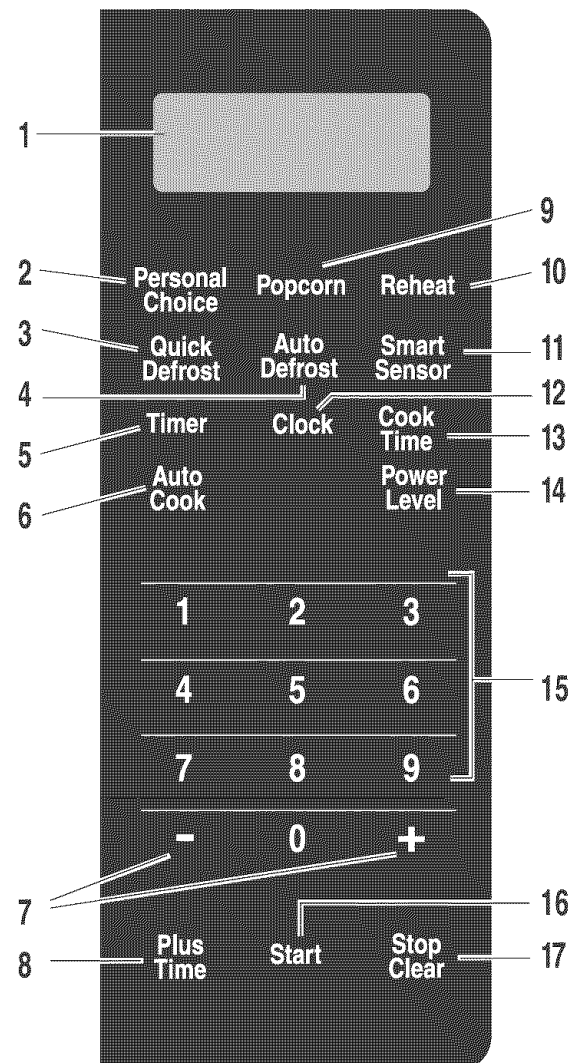 1
9
2
Personal
Choice
Popcorn
Reheat
10
3
Quick
Defrost
Auto
Defrost
Smart
Sensor
11
4
12
5
Timer
Clock
Cook
Time
13
6
Auto
Cook
Power
Level
14
1 2 3
4 5 6
15
7 8 9
- 0 +
7
16
8
Plus
Time
Start
Stop
Clear
17